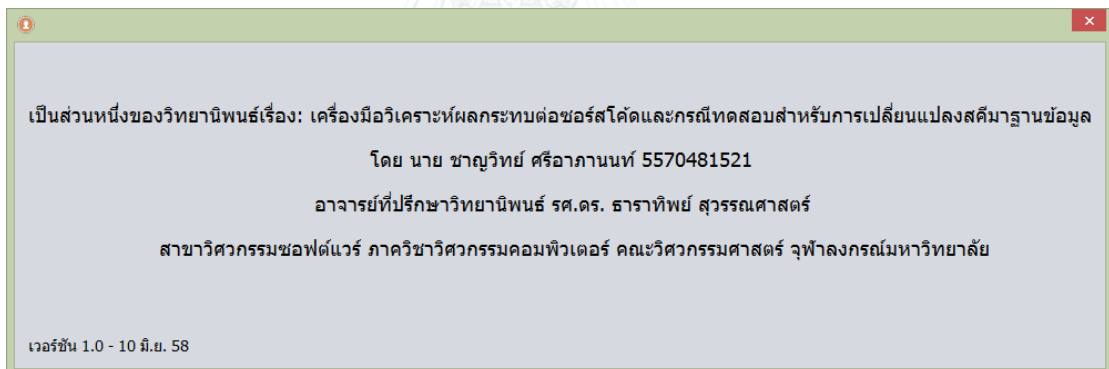 เป็นส่วนหนึ่งของวิทยานิพนธ์เรื่อง: เครื่องมือวิเคราะห์ผลกระทบต่อซอร์สโค้ดและกรณีทดสอบสำหรับการเปลี่ยนแปลงสคีมาฐานข้อมูล
โดย นาย ชาญวิทย์ ศรีอาภานนท์ 5570481521
อาจารย์ที่ปรึกษาวิทยานิพนธ์ รศ.ดร. ธาราทิพย์ สุวรรณศาสตร์
สาขาวิศวกรรมซอฟต์แวร์ ภาควิชาวิศวกรรมคอมพิวเตอร์ คณะวิศวกรรมศาสตร์ จุฬาลงกรณ์มหาวิทยาลัย
เวอร์ชัน 1.0 - 10 มิ.ย. 58